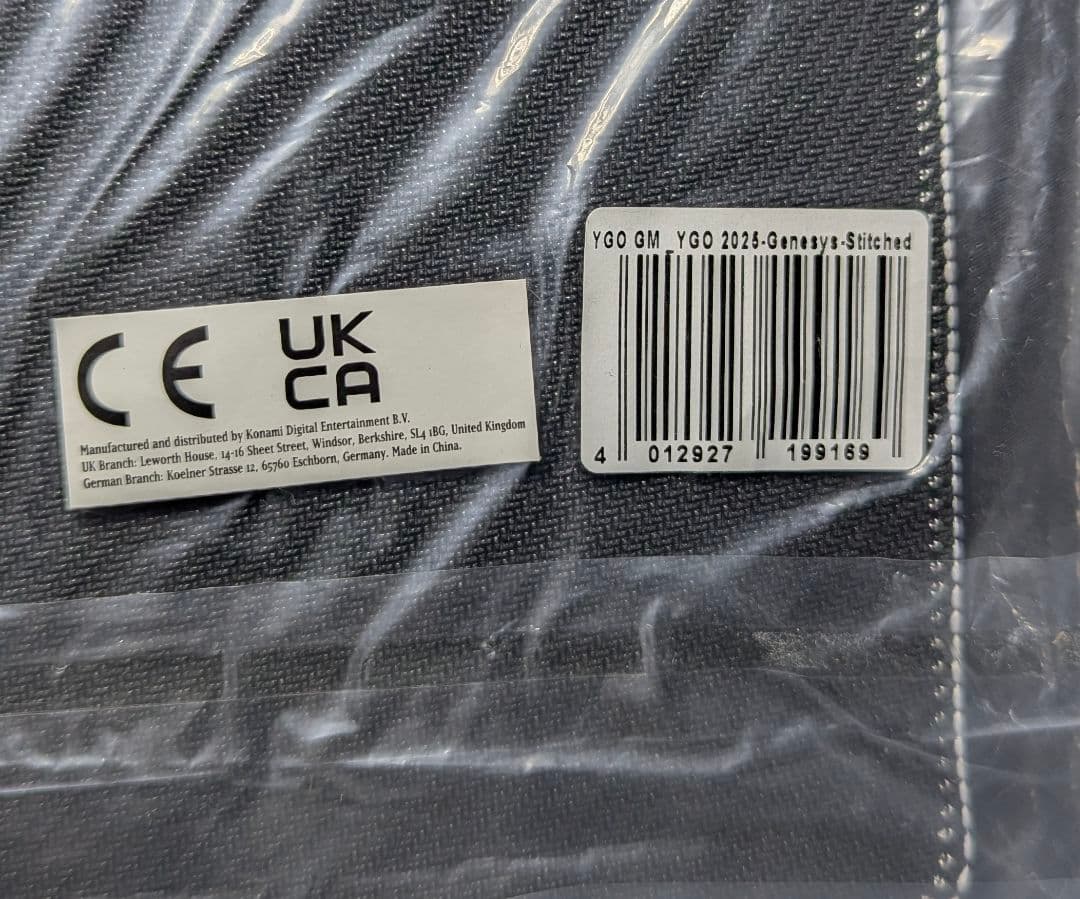 CE
UK
CA
Manufactured and distributed by Konami Digital Entertainment B.V.
UK Branch: Leworth House, 14-16 Sheet Street, Windsor, Berkshire, SL4 1BG, United Kingdom
German Branch: Koelner Strasse 12, 65760 Eschborn, Germany. Made in China.
YGO GM_YGO 2025-Genesys-Stitched
4 012927 199169